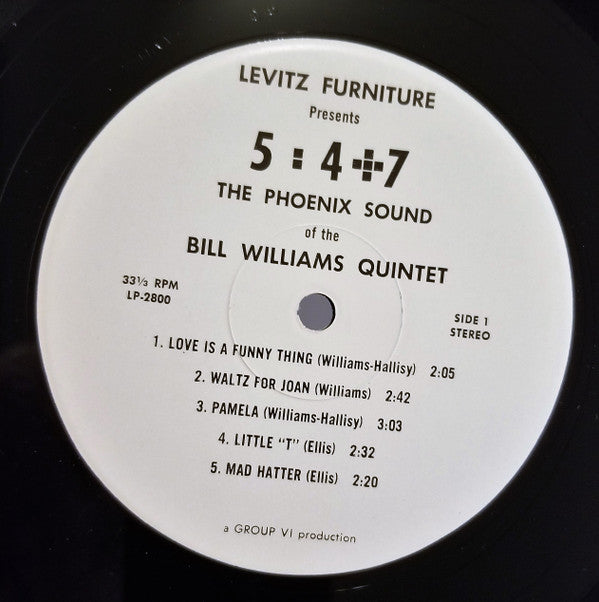 LEVITZ FURNITURE
Presents
5 : 4 + 7
THE PHOENIX SOUND
of the
BILL WILLIAMS QUINTET
33⅓ RPM
LP-2800
SIDE 1
STEREO
1. LOVE IS A FUNNY THING (Williams-Hallisy) 2:05
2. WALTZ FOR JOAN (Williams) 2:42
3. PAMELA (Williams-Hallisy) 3:03
4. LITTLE "T" (Ellis) 2:32
5. MAD HATTER (Ellis) 2:20
a GROUP VI production